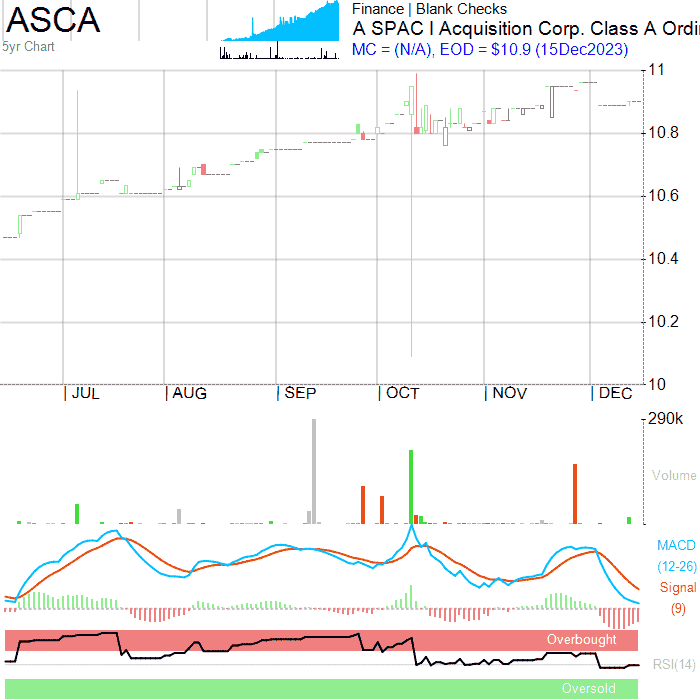 ASCA
5yr Chart
Finance | Blank Checks
A SPAC I Acquisition Corp. Class A Ordi
MC = (N/A), EOD = $10.9 (15Dec2023)
11
10.8
10.6
10.4
10.2
10
JUL AUG SEP OCT NOV DEC
290k
Volume
MACD
(12-26)
Signal
(9)
Overbought
RSI(14)
Oversold